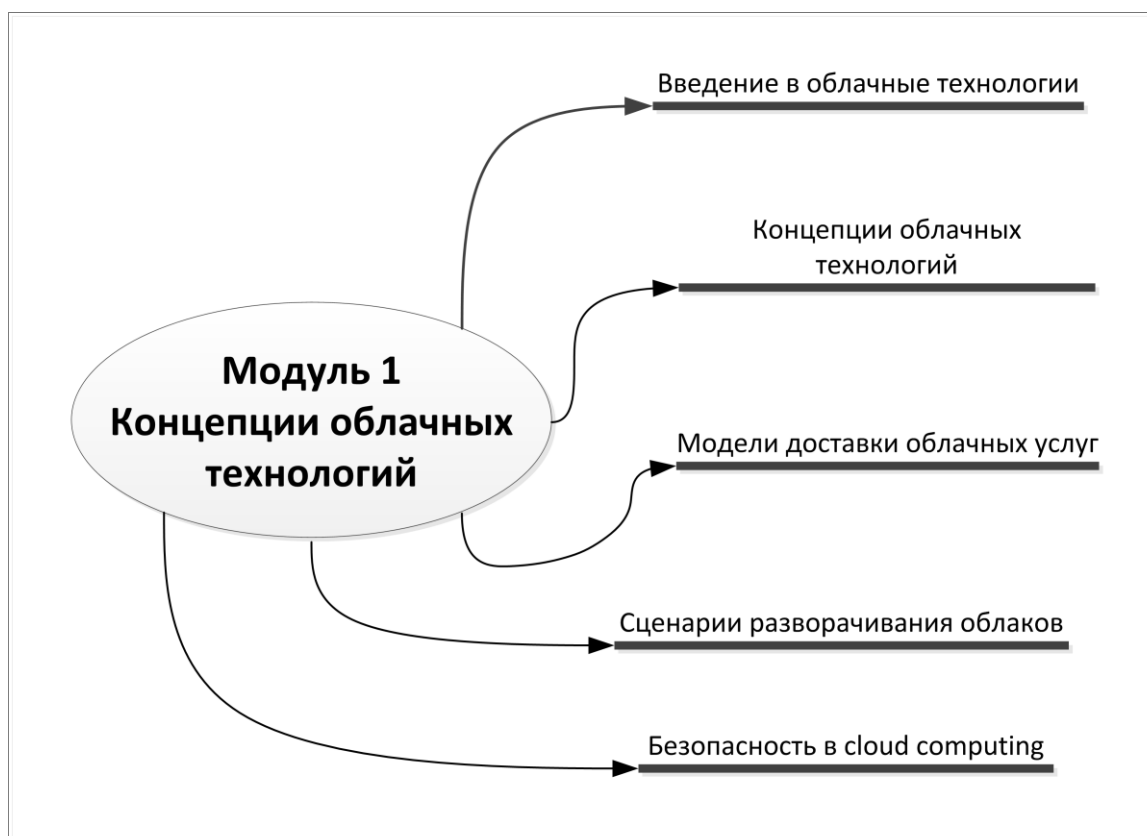 Введение в облачные технологии
Концепции облачных
технологий
Модуль 1
Концепции облачных
технологий
Модели доставки облачных услуг
Сценарии разворачивания облаков
Безопасность в cloud computing